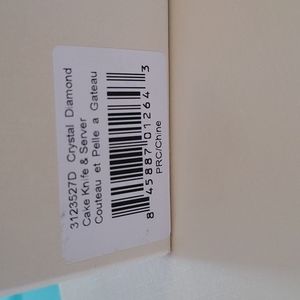 3123527D Crystal Diamond
Cake Knife & Server
Couteau et Pelle a Gateau
8 45887 01264 3
PRC/Chine